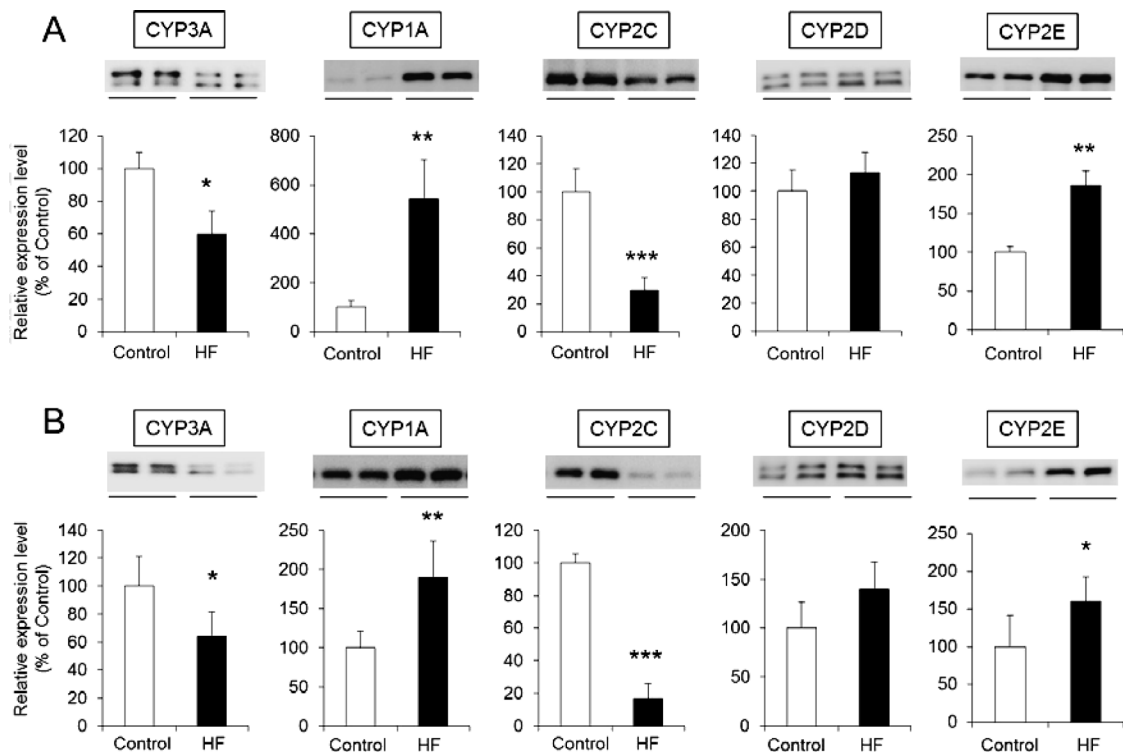 A
CYP3A
CYP1A
CYP2C
CYP2D
CYP2E
Relative expression level
(% of Control)
120
100
80
60
40
20
0
*
Control HF
800
600
400
200
0
**
Control HF
140
120
100
80
60
40
20
0
***
Control HF
140
120
100
80
60
40
20
0
Control HF
250
200
150
100
50
0
**
Control HF
B
CYP3A
CYP1A
CYP2C
CYP2D
CYP2E
Relative expression level
(% of Control)
140
120
100
80
60
40
20
0
*
Control HF
250
200
150
100
50
0
**
Control HF
120
100
80
60
40
20
0
***
Control HF
200
150
100
50
0
Control HF
250
200
150
100
50
0
*
Control HF